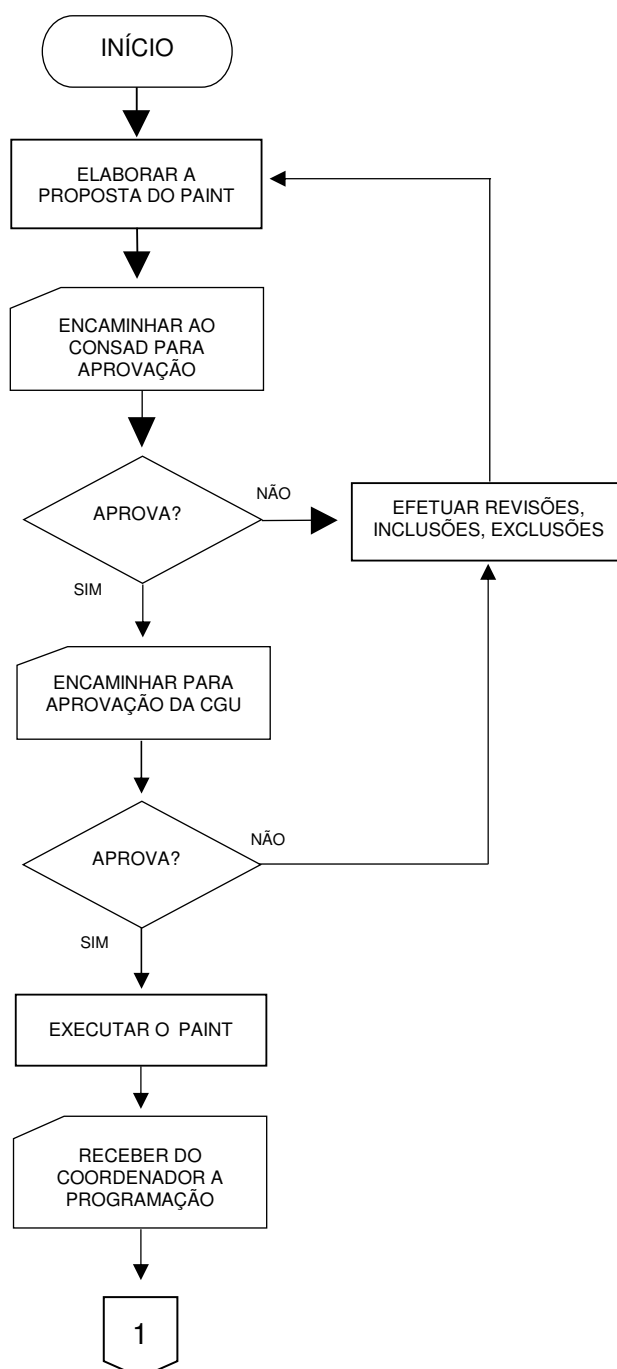 INÍCIO
ELABORAR A
PROPOSTA DO PAINT
ENCAMINHAR AO
CONSAD PARA
APROVAÇÃO
APROVA?
NÃO
EFETUAR REVISÕES,
INCLUSÕES, EXCLUSÕES
SIM
ENCAMINHAR PARA
APROVAÇÃO DA CGU
APROVA?
NÃO
SIM
EXECUTAR O  PAINT
RECEBER DO
COORDENADOR A
PROGRAMAÇÃO
1